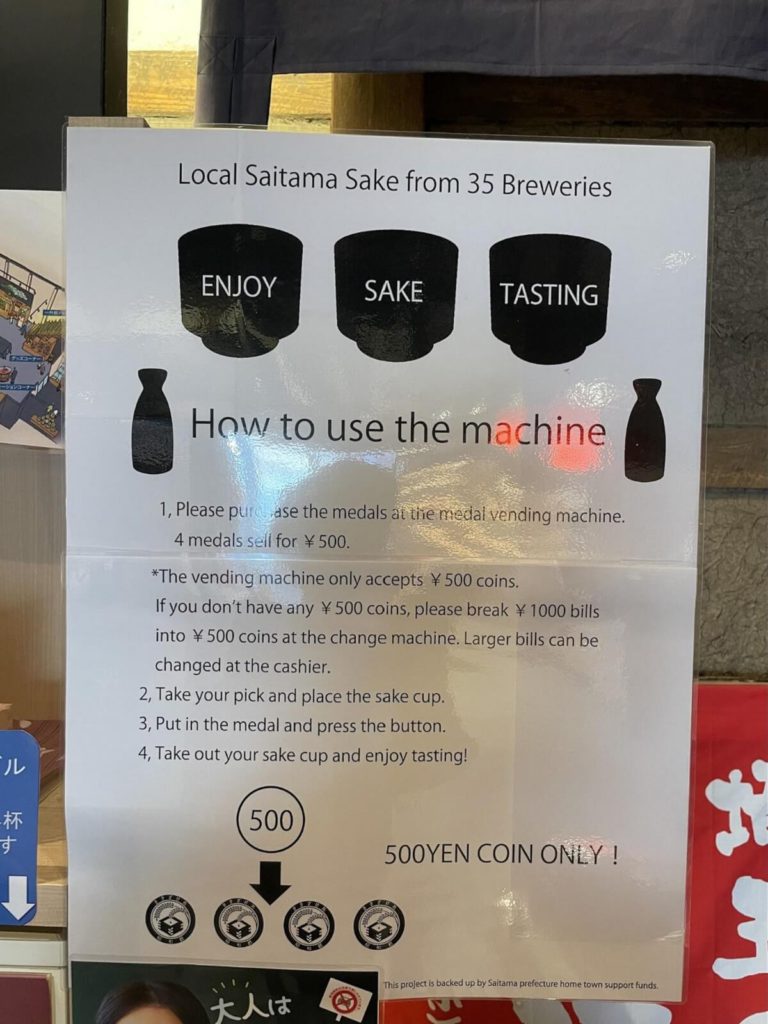 Local Saitama Sake from 35 Breweries
ENJOY
SAKE
TASTING
How to use the machine
1, Please purchase the medals at the medal vending machine.
4 medals sell for ¥500.
*The vending machine only accepts ¥500 coins.
If you don't have any ¥500 coins, please break ¥1000 bills
into ¥500 coins at the change machine. Larger bills can be
changed at the cashier.
2, Take your pick and place the sake cup.
3, Put in the medal and press the button.
4, Take out your sake cup and enjoy tasting!
500
500YEN COIN ONLY !
This project is backed up by Saitama prefecture home town support funds.
ル
杯
す
大人は
埼
玉